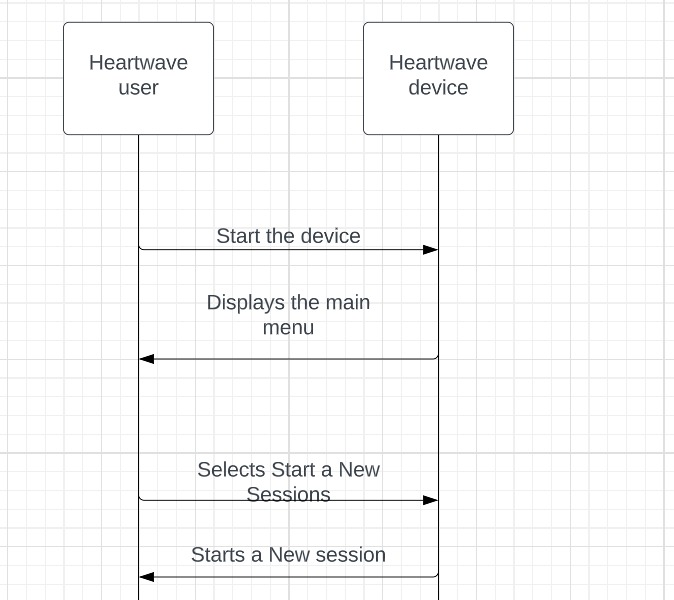 Heartwave
user
Heartwave
device
Start the device
Displays the main
menu
Selects Start a New
Sessions
Starts a New session